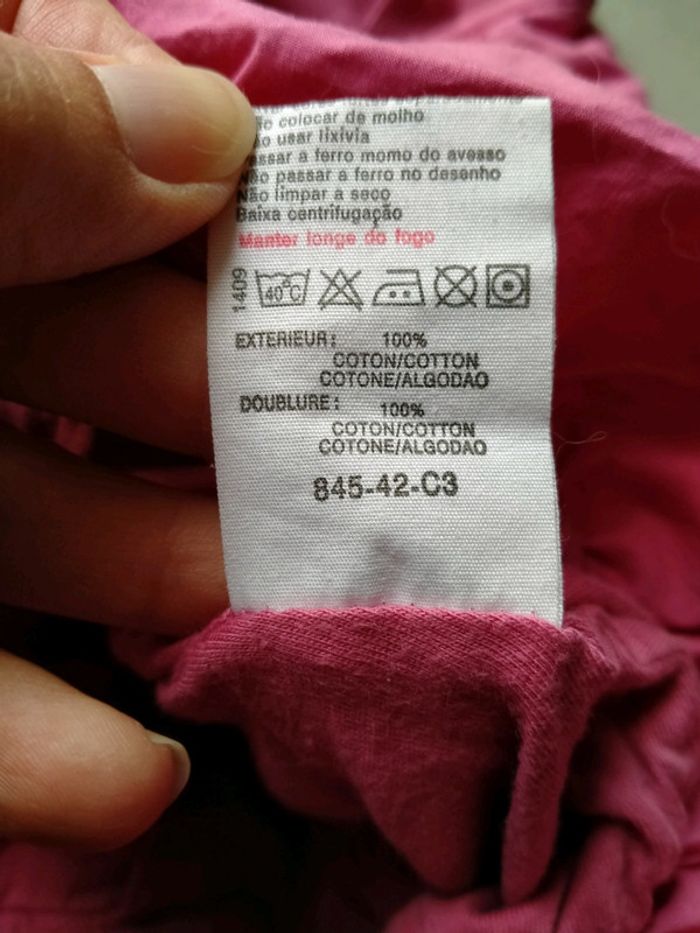 colocar de molho
usar lixivia
a ferro momo do avesso
Não passar a ferro no desenho
Não limpar a seco
Baixa centrifugação
Manter longe do fogo
1409
40°C
EXTERIEUR: 100%
COTON/COTTON
COTONE/ALGODAO
DOUBLURE: 100%
COTON/COTTON
COTONE/ALGODAO
845-42-C3